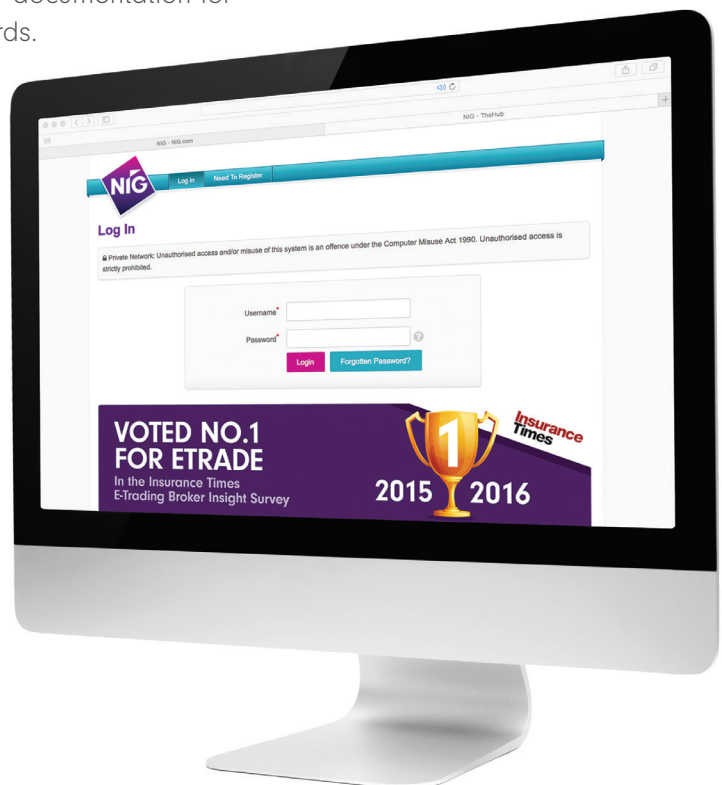 documentation for
rds.
NIG - NIG.com
NIG - TheHub
NIG
Log In
Need To Register
Log In
Private Network: Unauthorised access and/or misuse of this system is an offence under the Computer Misuse Act 1990. Unauthorised access is
strictly prohibited.
Username*
Password*
?
Login
Forgotten Password?
VOTED NO.1
FOR ETRADE
In the Insurance Times
E-Trading Broker Insight Survey
1
2015
2016
Insurance
Times